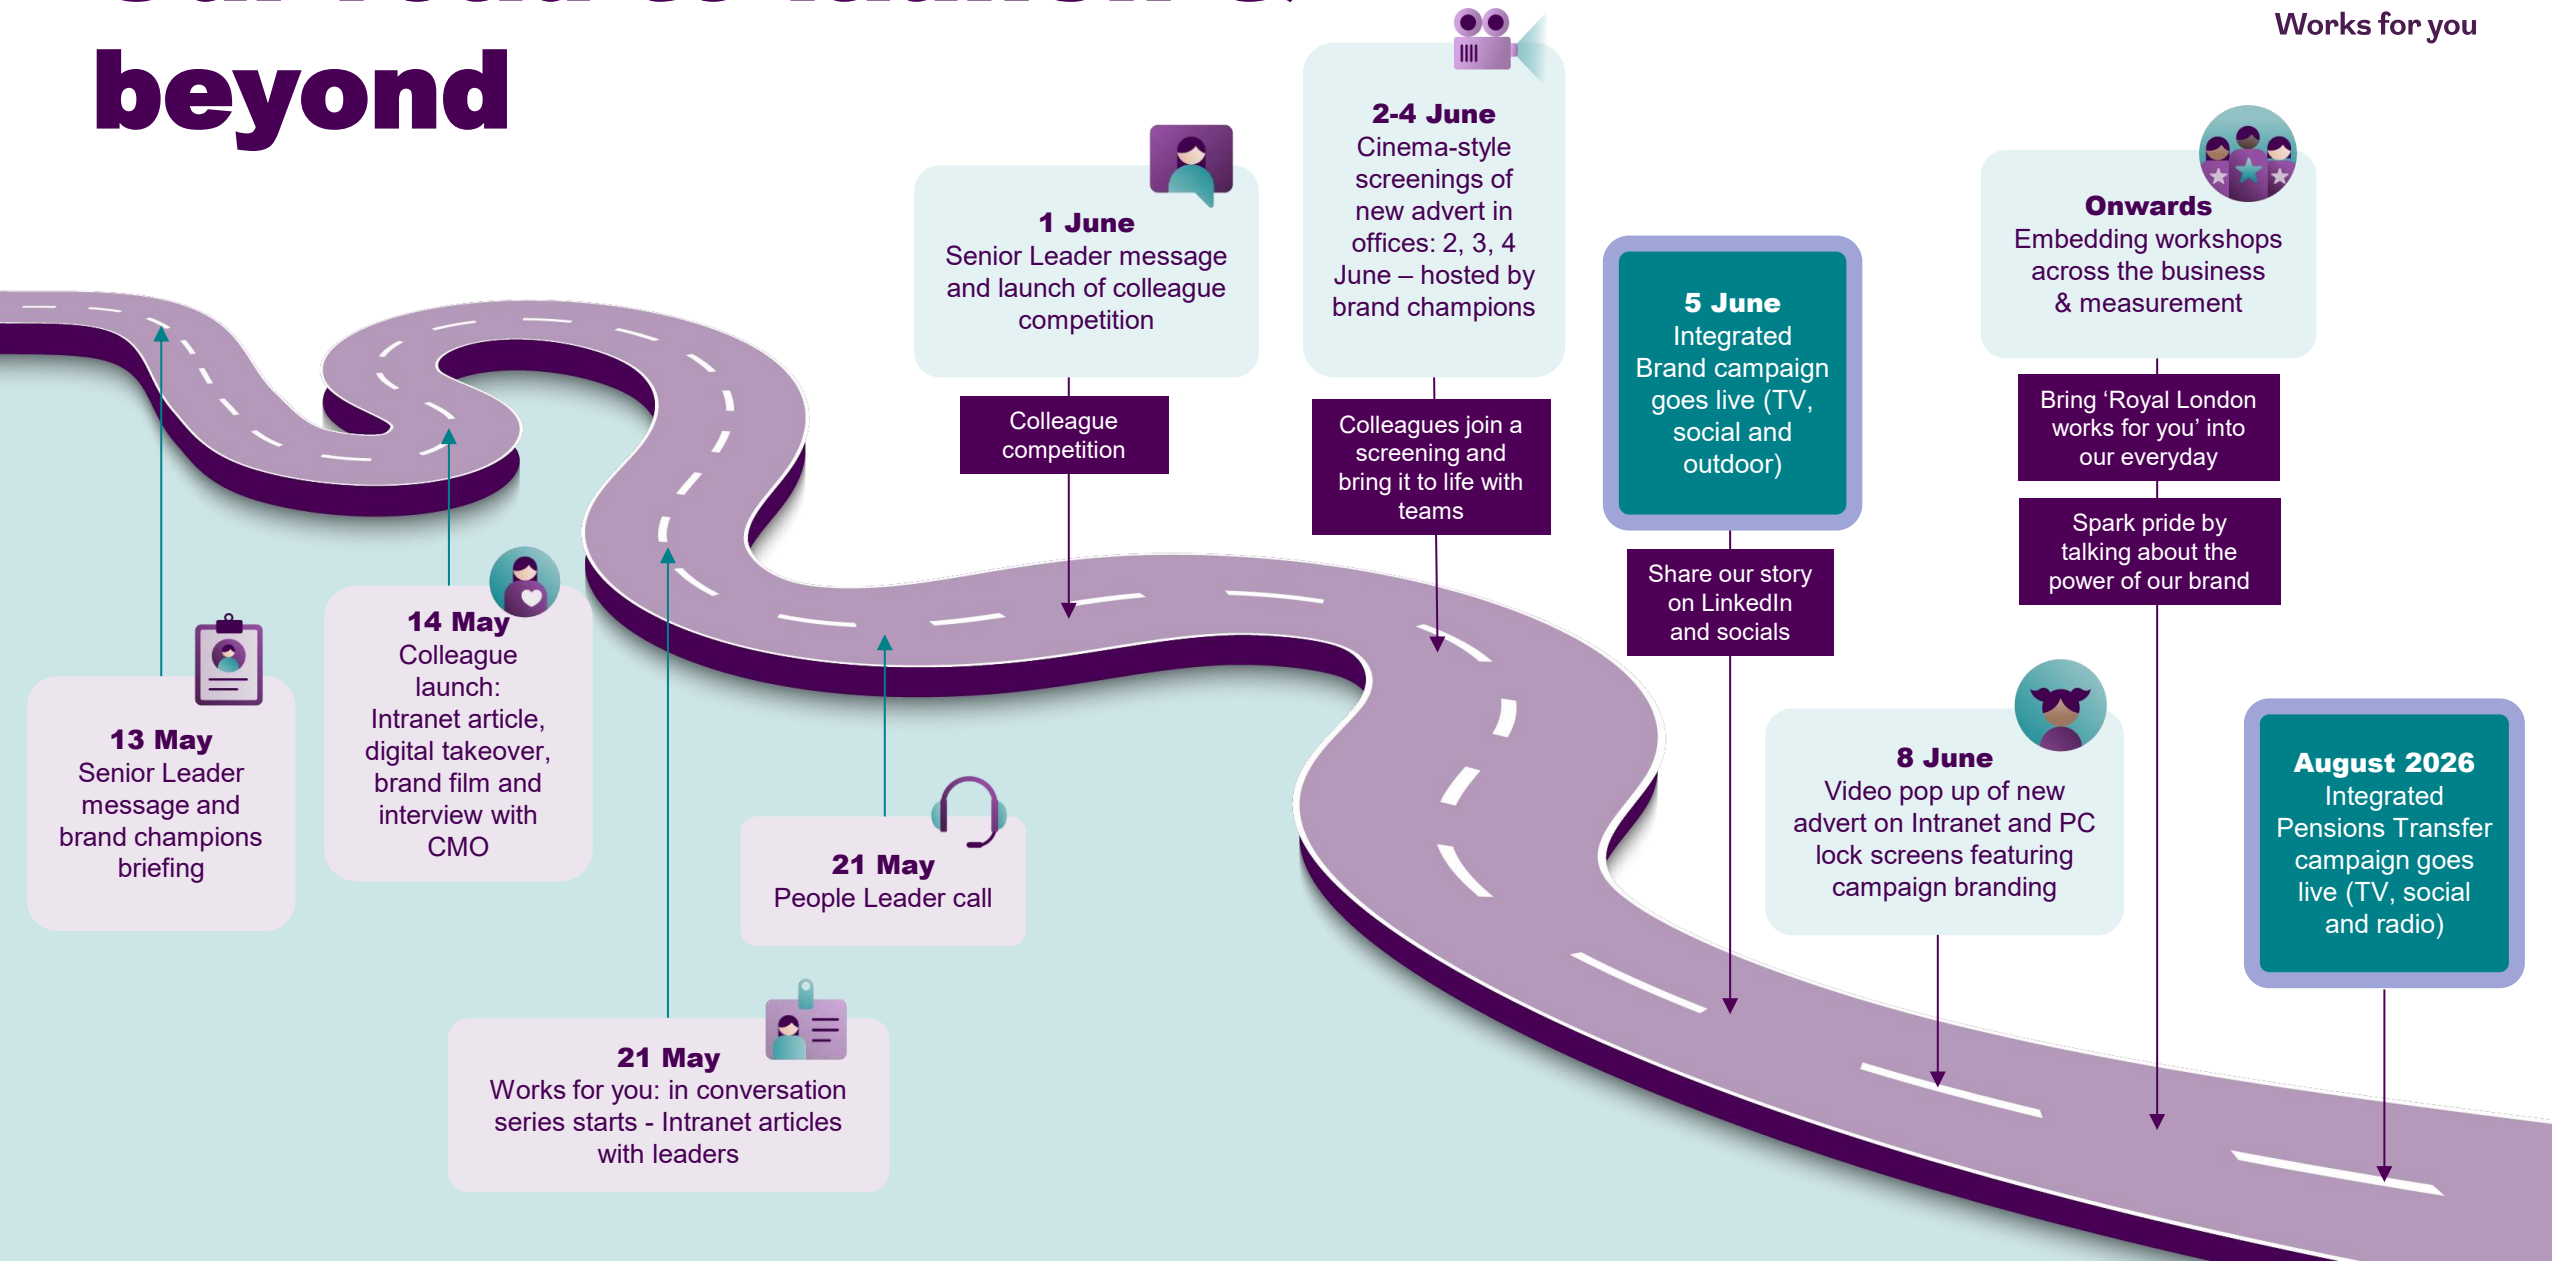 beyond
Works for you
13 May
Senior Leader
message and
brand champions
briefing
14 May
Colleague
launch:
Intranet article,
digital takeover,
brand film and
interview with
CMO
21 May
Works for you: in conversation
series starts - Intranet articles
with leaders
21 May
People Leader call
1 June
Senior Leader message
and launch of colleague
competition
Colleague
competition
2-4 June
Cinema-style
screenings of
new advert in
offices: 2, 3, 4
June – hosted by
brand champions
Colleagues join a
screening and
bring it to life with
teams
5 June
Integrated
Brand campaign
goes live (TV,
social and
outdoor)
Share our story
on LinkedIn
and socials
8 June
Video pop up of new
advert on Intranet and PC
lock screens featuring
campaign branding
Onwards
Embedding workshops
across the business
& measurement
Bring ‘Royal London
works for you’ into
our everyday
Spark pride by
talking about the
power of our brand
August 2026
Integrated
Pensions Transfer
campaign goes
live (TV, social
and radio)